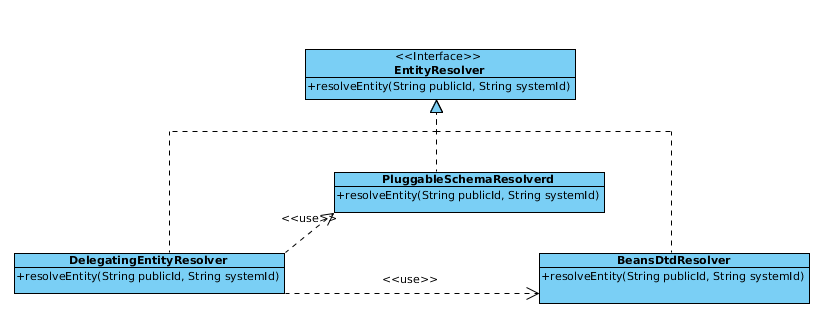 <<Interface>>
EntityResolver
+resolveEntity(String publicId, String systemId)
PluggableSchemaResolverd
+resolveEntity(String publicId, String systemId)
<<use>>
DelegatingEntityResolver
+resolveEntity(String publicId, String systemId)
<<use>>
BeansDtdResolver
+resolveEntity(String publicId, String systemId)